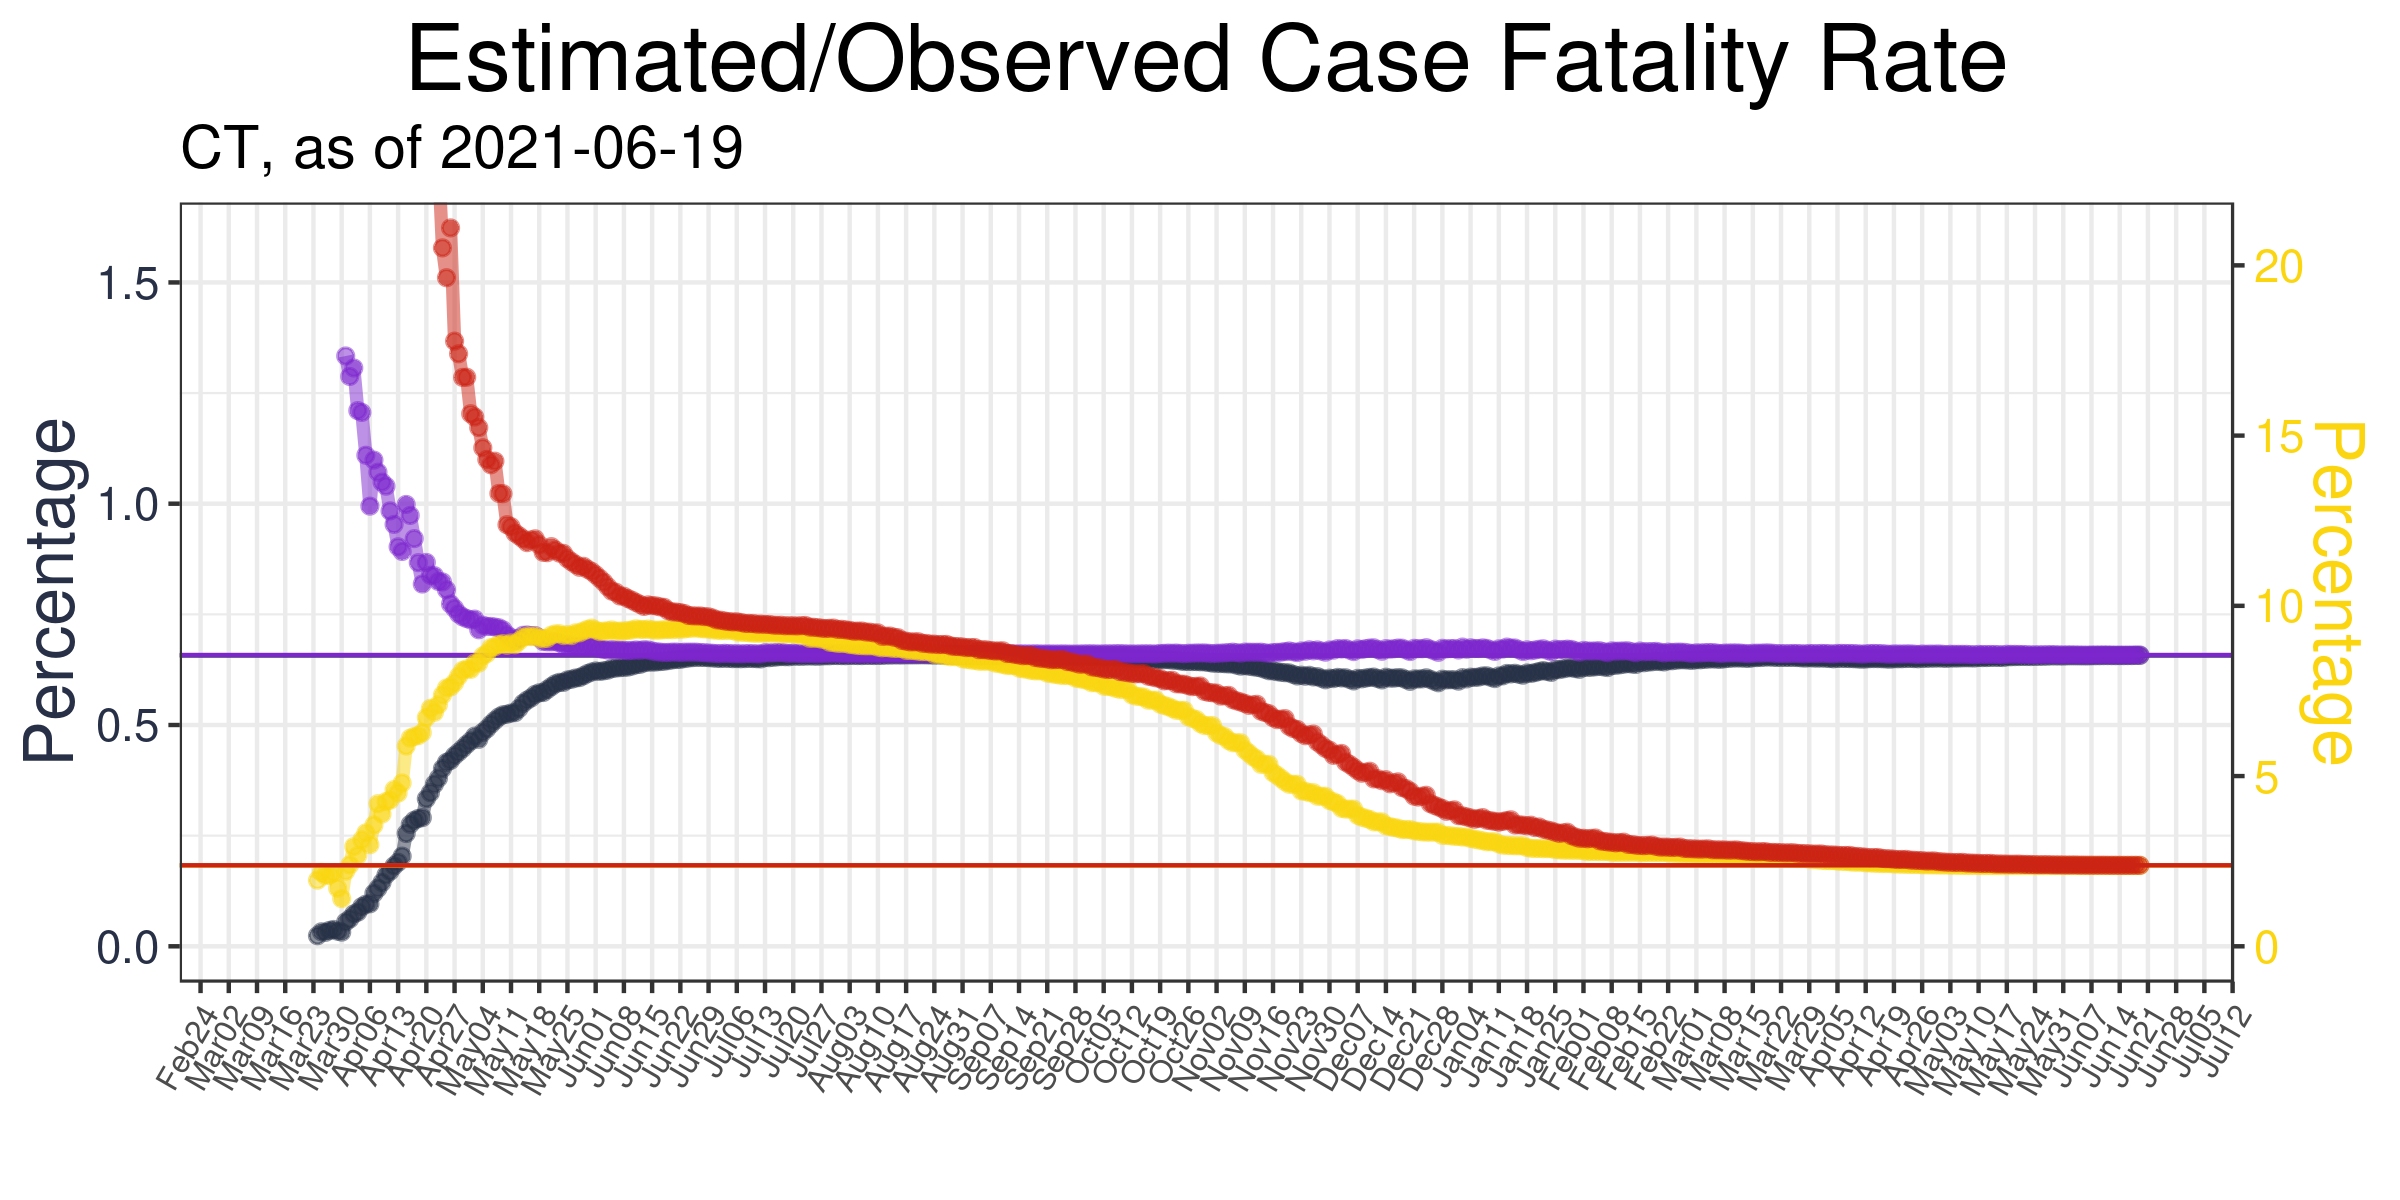 Estimated/Observed Case Fatality Rate
CT, as of 2021-06-19
Percentage
1.5
1.0
0.5
0.0
20
15
10
5
0
Percentage
Feb24
Mar02
Mar09
Mar16
Mar23
Mar30
Apr06
Apr13
Apr20
Apr27
May04
May11
May18
May25
Jun01
Jun08
Jun15
Jun22
Jun29
Jul06
Jul13
Jul20
Jul27
Aug03
Aug10
Aug17
Aug24
Aug31
Sep07
Sep14
Sep21
Sep28
Oct05
Oct12
Oct19
Oct26
Nov02
Nov09
Nov16
Nov23
Nov30
Dec07
Dec14
Dec21
Dec28
Jan04
Jan11
Jan18
Jan25
Feb01
Feb08
Feb15
Feb22
Mar01
Mar08
Mar15
Mar22
Mar29
Apr05
Apr12
Apr19
Apr26
May03
May10
May17
May24
May31
Jun07
Jun14
Jun21
Jun28
Jul05
Jul12